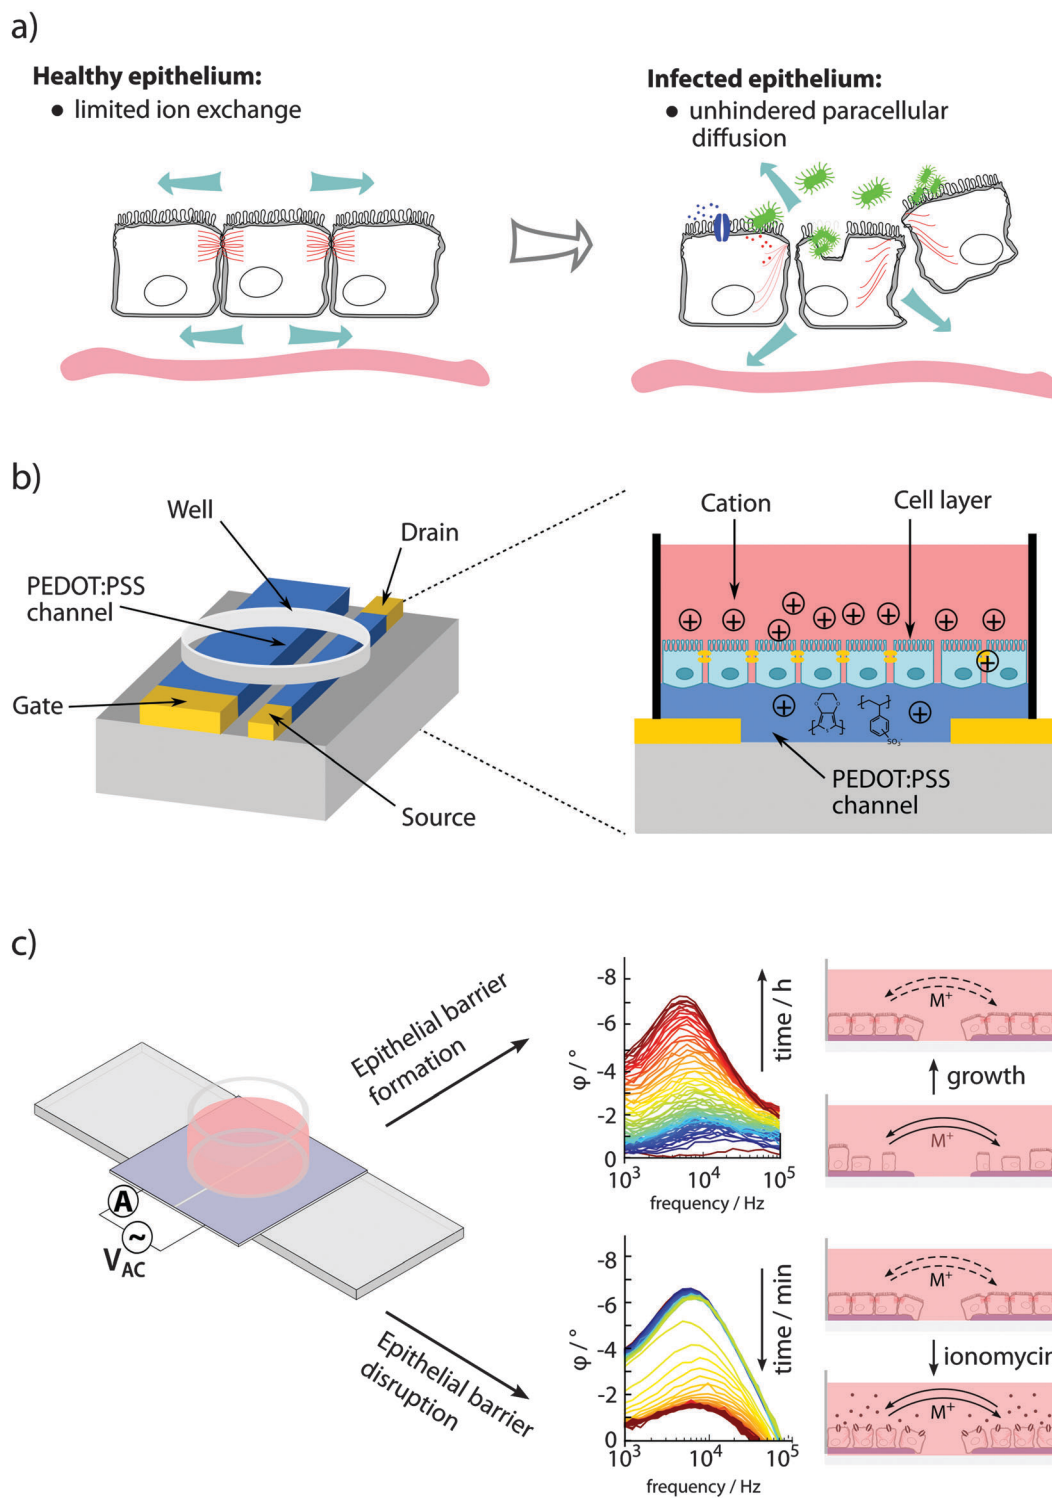 a)
Healthy epithelium:
• limited ion exchange
Infected epithelium:
• unhindered paracellular
diffusion
b)
Well
Drain
PEDOT:PSS
channel
Gate
Source
Cation
Cell layer
+ + + + + + + + +
+
+ +
S
SO₃⁻
PEDOT:PSS
channel
c)
Epithelial barrier
formation
A
~
V_AC
Epithelial barrier
disruption
-8
-6
-4
-2
0
φ / °
10³ 10⁴ 10⁵
frequency / Hz
time / h
M⁺
growth
M⁺
-8
-6
-4
-2
0
φ / °
10³ 10⁴ 10⁵
frequency / Hz
time / min
M⁺
ionomycin
M⁺